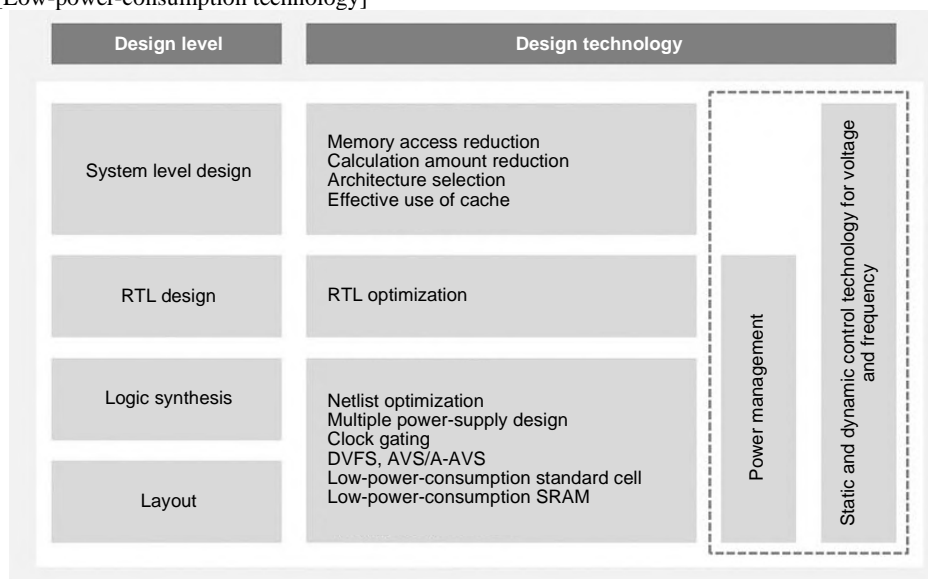 [Low-power-consumption technology]
Design level
Design technology
System level design
Memory access reduction
Calculation amount reduction
Architecture selection
Effective use of cache
RTL design
RTL optimization
Logic synthesis
Layout
Netlist optimization
Multiple power-supply design
Clock gating
DVFS, AVS/A-AVS
Low-power-consumption standard cell
Low-power-consumption SRAM
Power management
Static and dynamic control technology for voltage
and frequency